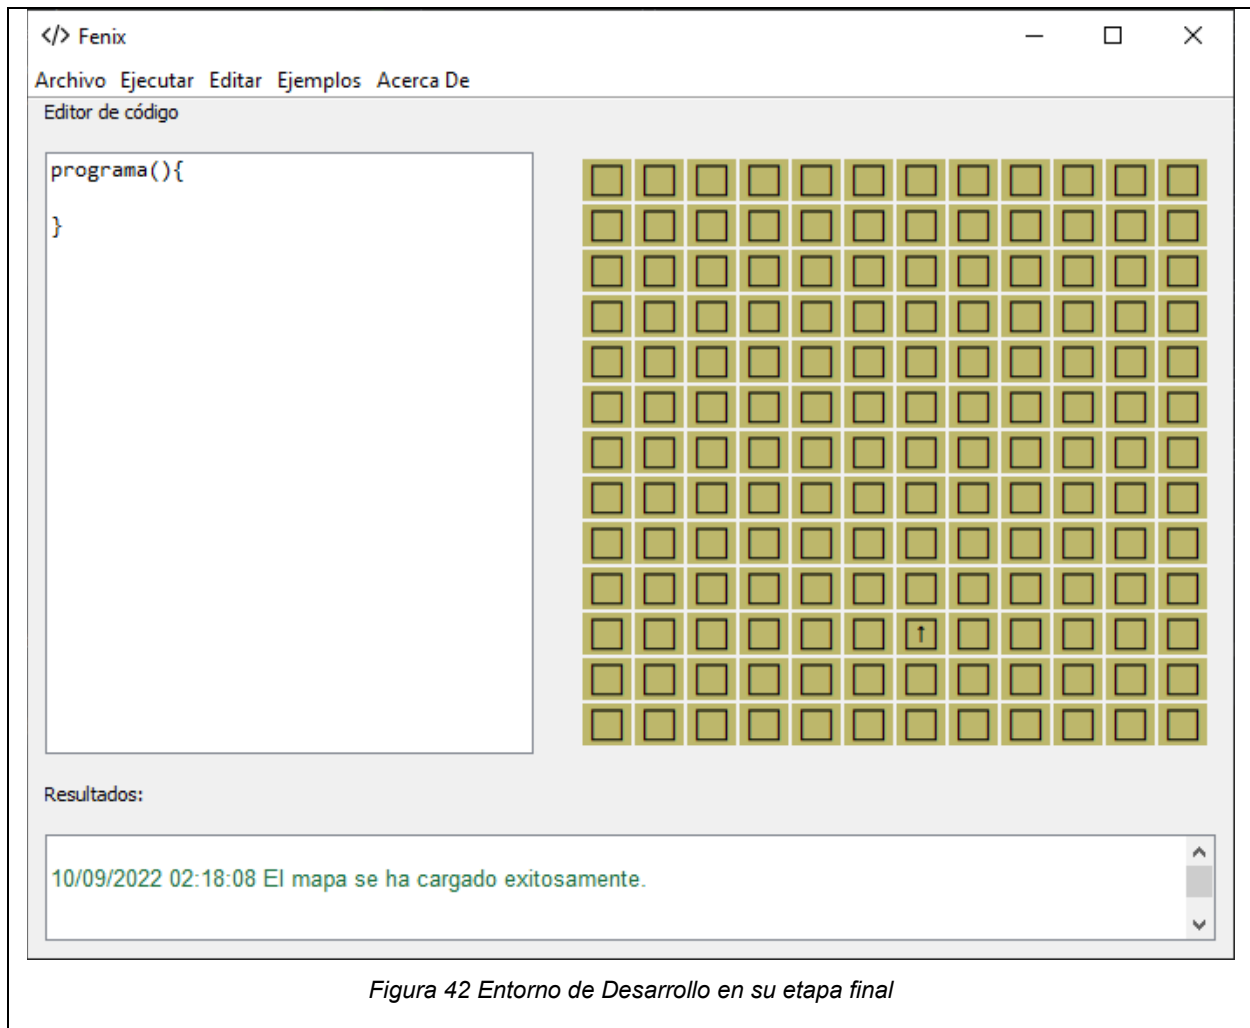 </> Fenix
Archivo Ejecutar Editar Ejemplos Acerca De
Editor de código
programa(){
}
↑
Resultados:
10/09/2022 02:18:08 El mapa se ha cargado exitosamente.
Figura 42 Entorno de Desarrollo en su etapa final